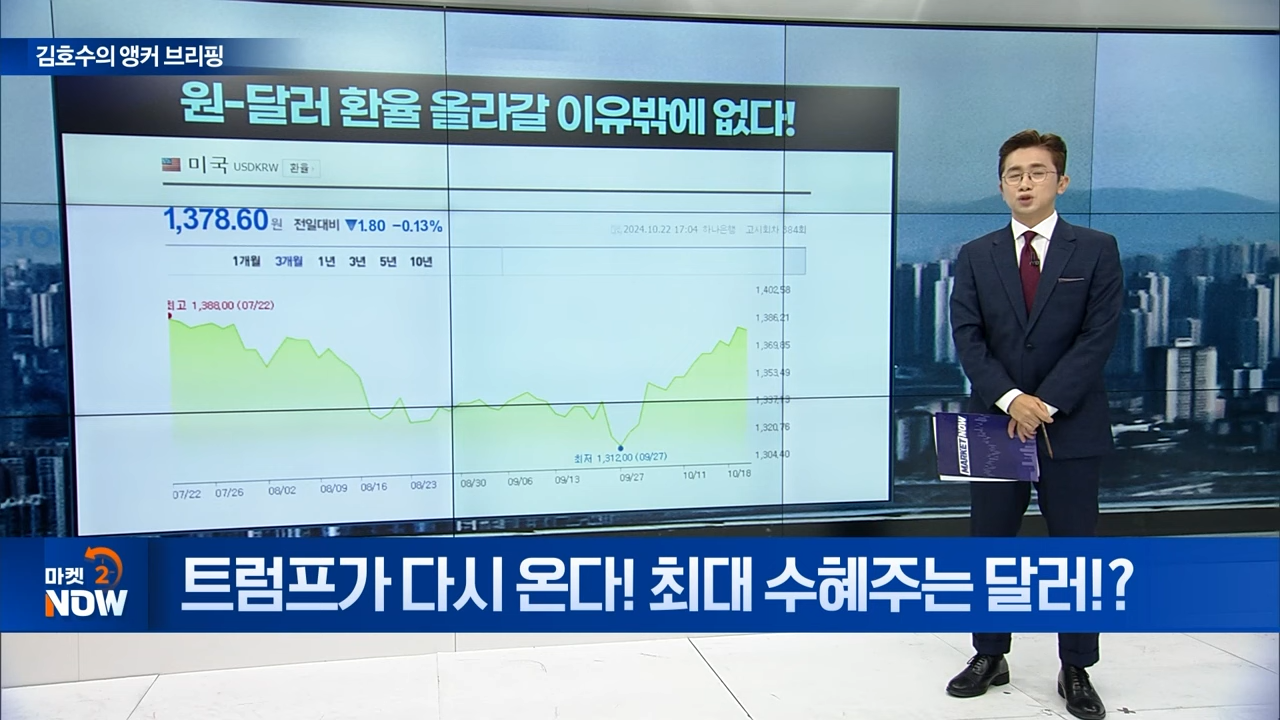 김호수의 앵커 브리핑
원-달러 환율 올라갈 이유밖에 없다!
미국 USDKRW 환율
1,378.60원 전일대비 ▼1.80 -0.13%
2024.10.22 17:04 하나은행 고시회차 384회
1개월 3개월 1년 3년 5년 10년
최고 1,388.00 (07/22)
1,402.58
1,386.21
1,369.85
1,353.49
1,337.13
1,320.76
1,304.40
최저 1,312.00 (09/27)
07/22 07/26 08/02 08/09 08/16 08/23 08/30 09/06 09/13 09/27 10/11 10/18
MARKET NOW
마켓 2
NOW
트럼프가 다시 온다! 최대 수혜주는 달러!?